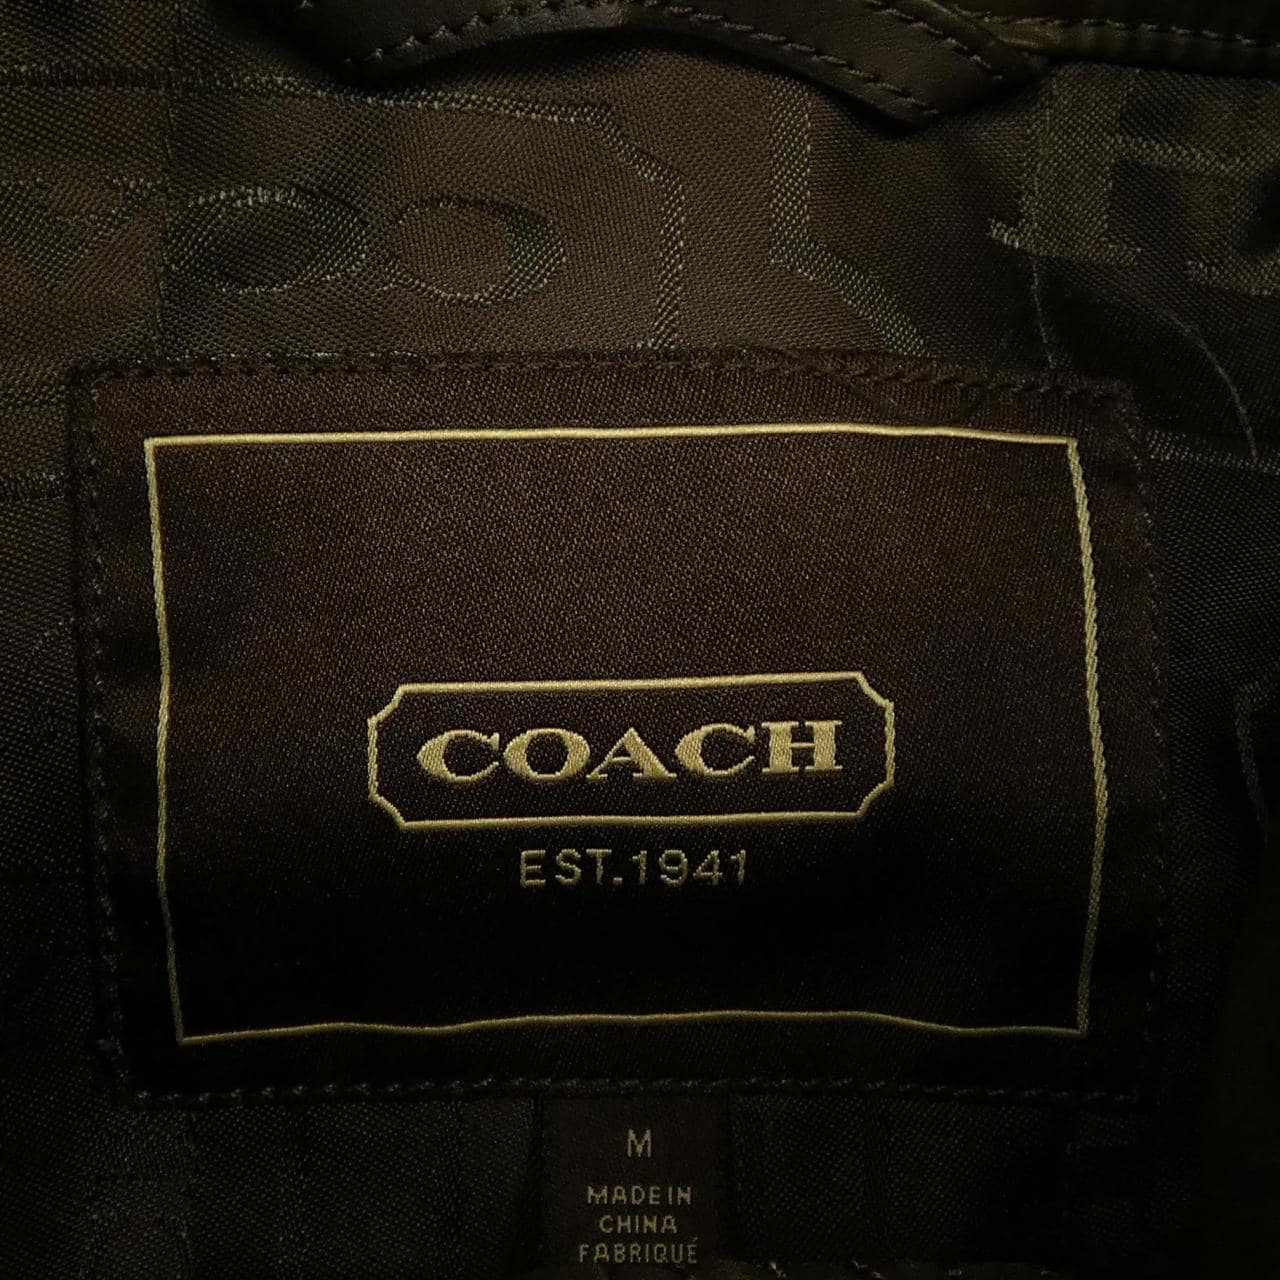 COACH
EST.1941
M
MADE IN
CHINA
FABRIQUÉ